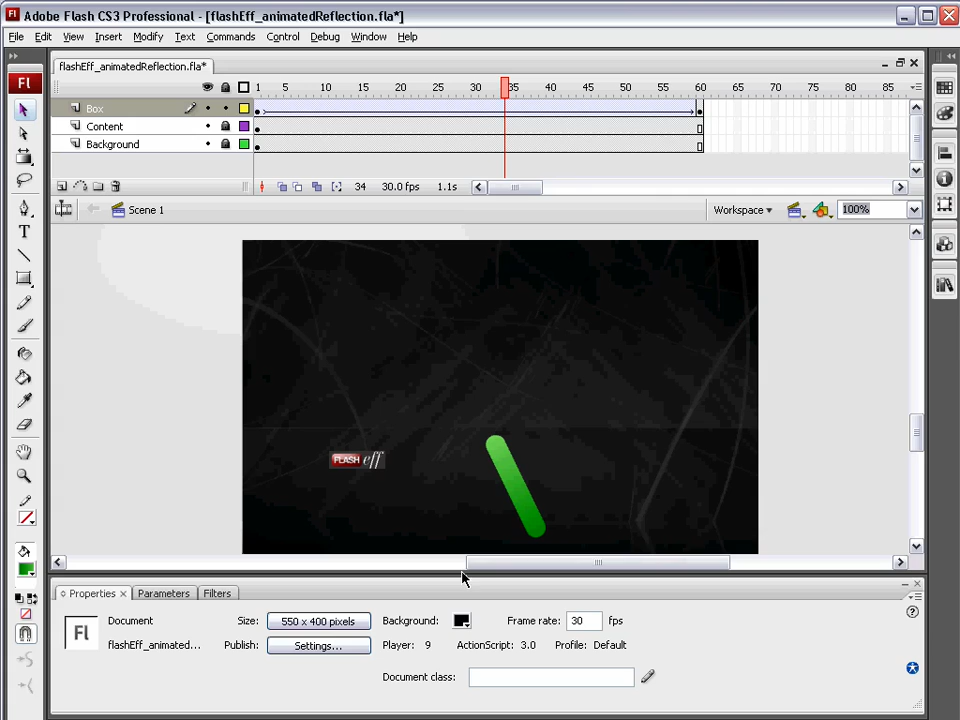 Adobe Flash CS3 Professional - [flashEff_animatedReflection.fla*]
File Edit View Insert Modify Text Commands Control Debug Window Help
flashEff_animatedReflection.fla*
Fl
1 5 10 15 20 25 30 35 40 45 50 55 60 65 70 75 80 85
Box
Content
Background
34 30.0 fps 1.1s
Scene 1 Workspace 100%
FLASH eff
Properties Parameters Filters
Fl
Document Size: 550 x 400 pixels Background: Frame rate: 30 fps
flashEff_animated... Publish: Settings... Player: 9 ActionScript: 3.0 Profile: Default
Document class: